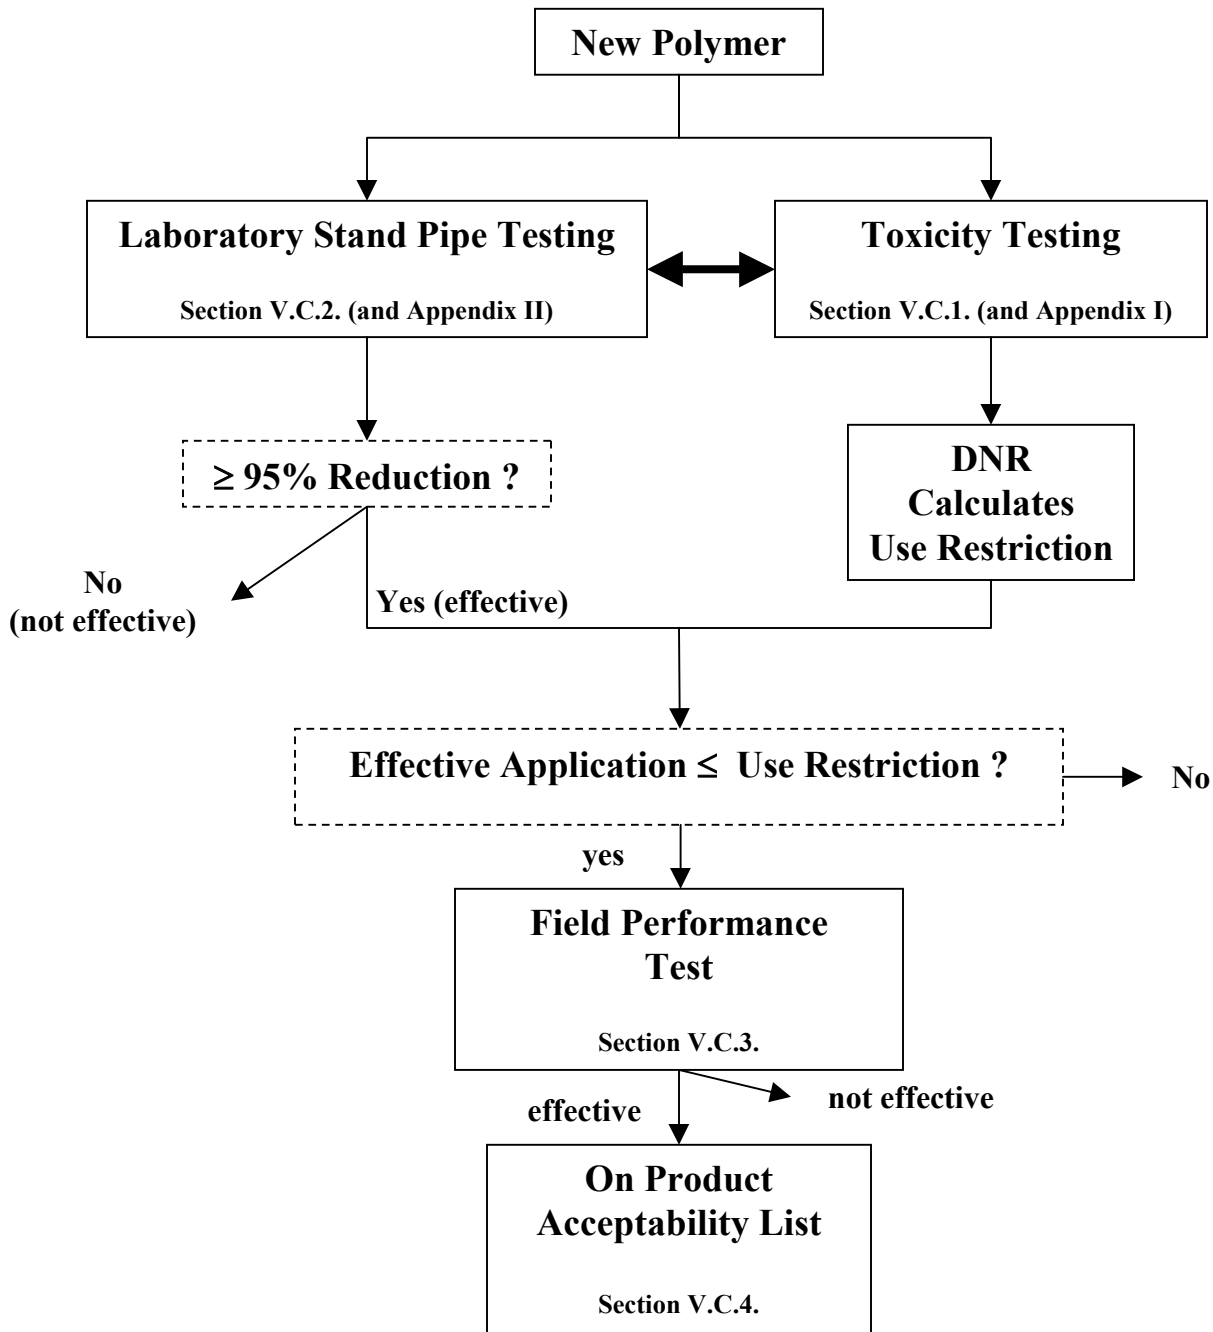 New Polymer
Laboratory Stand Pipe Testing
Section V.C.2. (and Appendix II)
Toxicity Testing
Section V.C.1. (and Appendix I)
≥ 95% Reduction ?
DNR
Calculates
Use Restriction
No
(not effective)
Yes (effective)
Effective Application ≤ Use Restriction ?
No
yes
Field Performance
Test
Section V.C.3.
effective
not effective
On Product
Acceptability List
Section V.C.4.